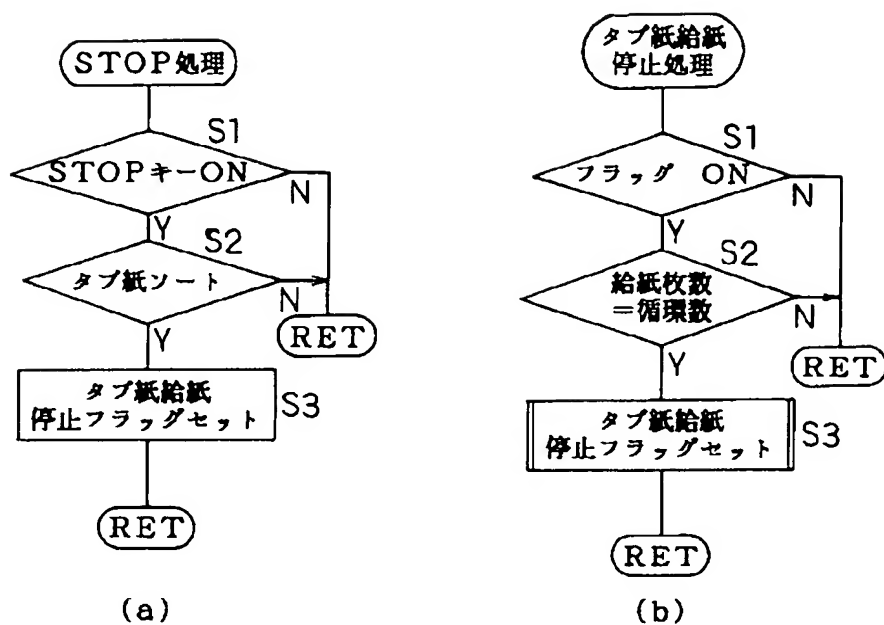 STOP処理
S1
STOPキーON
N
Y
S2
タブ紙ソート
N
Y
RET
タブ紙給紙
停止フラッグセット
S3
RET
(a)
タブ紙給紙
停止処理
S1
フラッグ ON
N
Y
S2
給紙枚数
=循環数
N
Y
RET
タブ紙給紙
停止フラッグセット
S3
RET
(b)